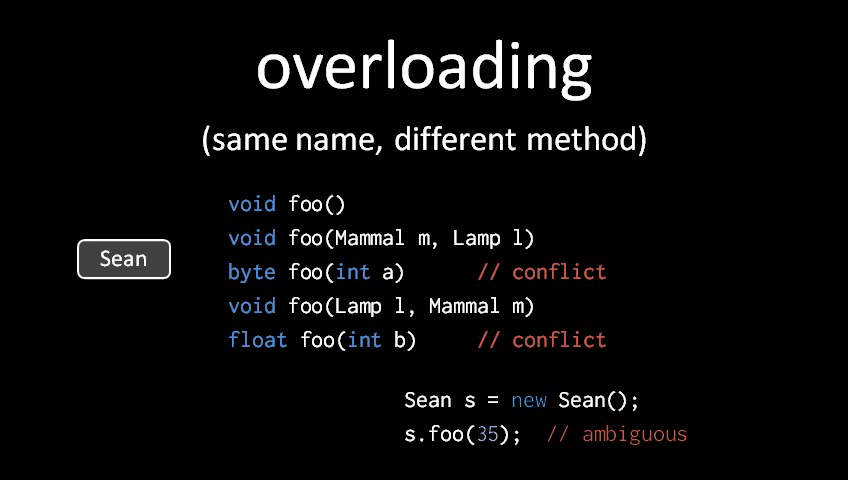 overloading
(same name, different method)
void foo()
void foo(Mammal m, Lamp l)
Sean
byte foo(int a) // conflict
void foo(Lamp l, Mammal m)
float foo(int b) // conflict
Sean s = new Sean();
s.foo(35); // ambiguous